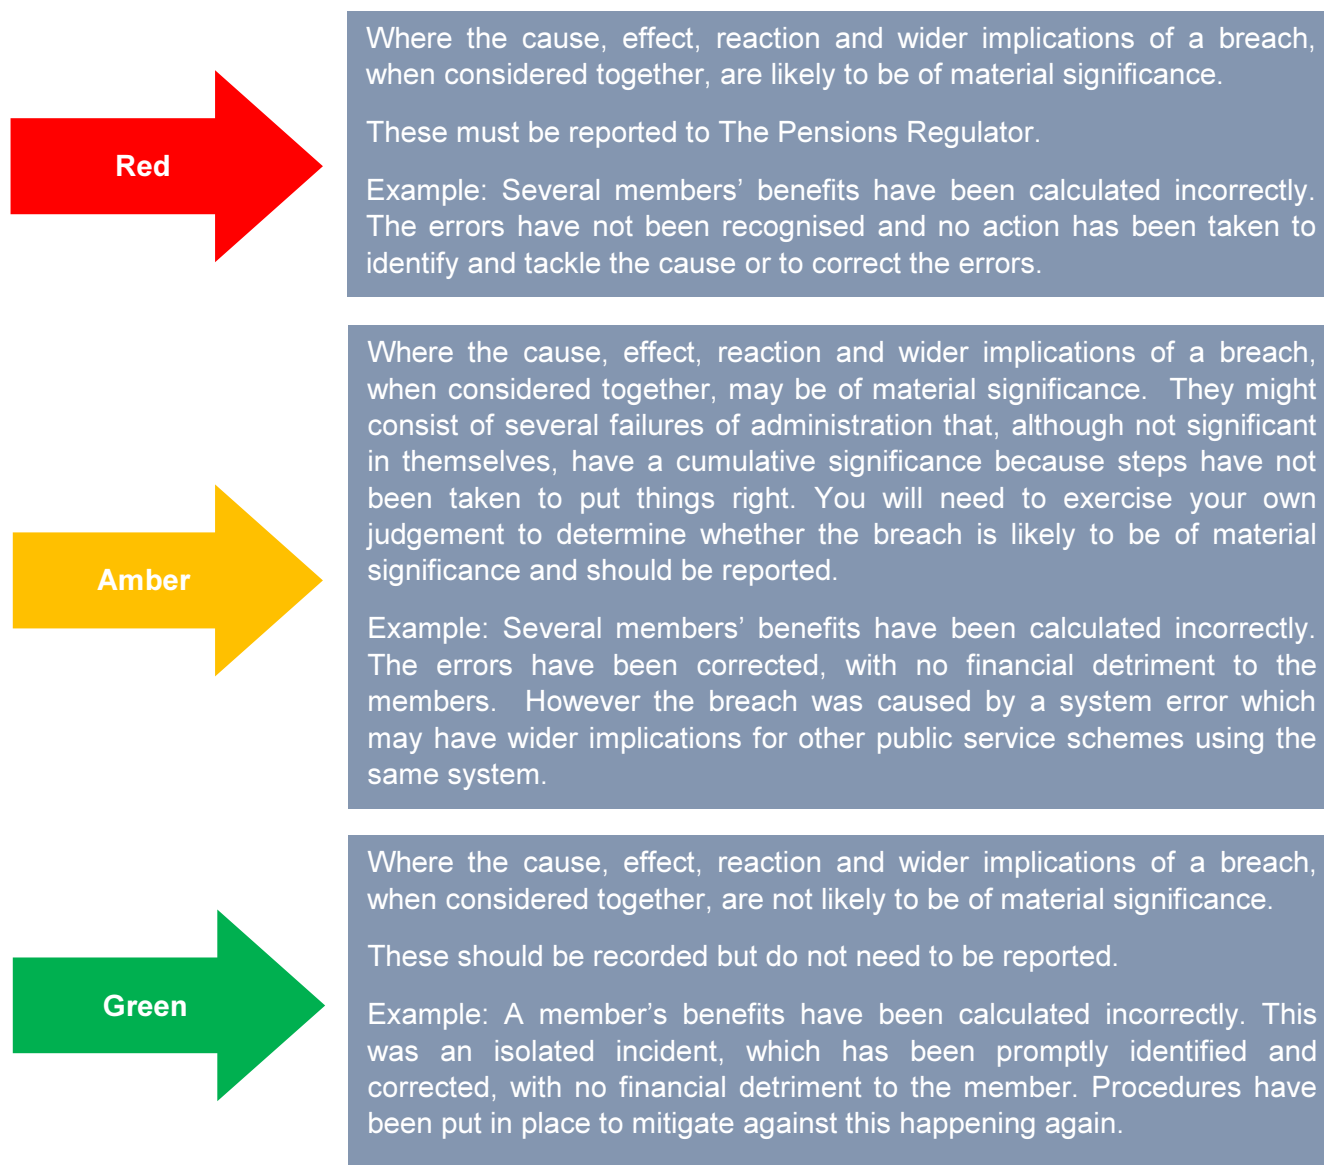 Where the cause, effect, reaction and wider implications of a breach,
when considered together, are likely to be of material significance.
These must be reported to The Pensions Regulator.
Red
Example: Several members’ benefits have been calculated incorrectly.
The errors have not been recognised and no action has been taken to
identify and tackle the cause or to correct the errors.
Where the cause, effect, reaction and wider implications of a breach,
when considered together, may be of material significance. They might
consist of several failures of administration that, although not significant
in themselves, have a cumulative significance because steps have not
been taken to put things right. You will need to exercise your own
judgement to determine whether the breach is likely to be of material
significance and should be reported.
Amber
Example: Several members’ benefits have been calculated incorrectly.
The errors have been corrected, with no financial detriment to the
members. However the breach was caused by a system error which
may have wider implications for other public service schemes using the
same system.
Where the cause, effect, reaction and wider implications of a breach,
when considered together, are not likely to be of material significance.
These should be recorded but do not need to be reported.
Green
Example: A member’s benefits have been calculated incorrectly. This
was an isolated incident, which has been promptly identified and
corrected, with no financial detriment to the member. Procedures have
been put in place to mitigate against this happening again.